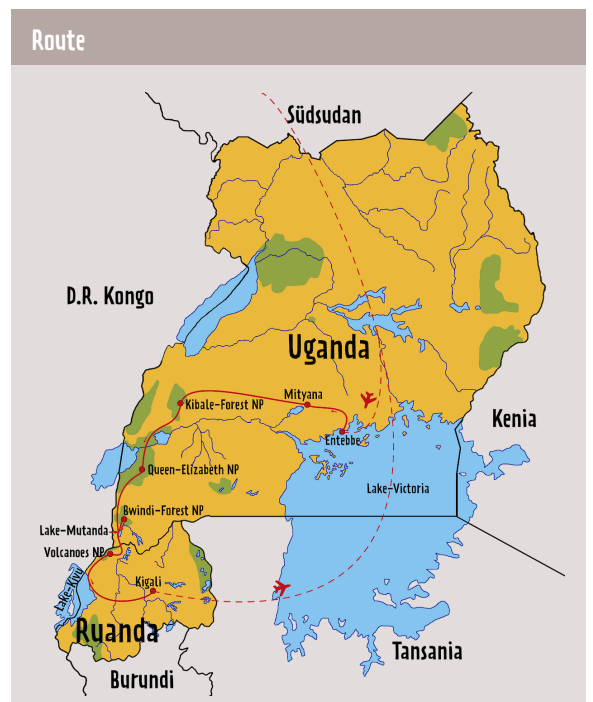 Route
Südsudan
D.R. Kongo
Uganda
Mityana
Kibale-Forest NP
Kenia
Entebbe
Queen-Elizabeth NP
Lake-Victoria
Bwindi-Forest NP
Lake-Mutanda
Volcanoes NP
Lake-Kivu
Kigali
Ruanda
Tansania
Burundi